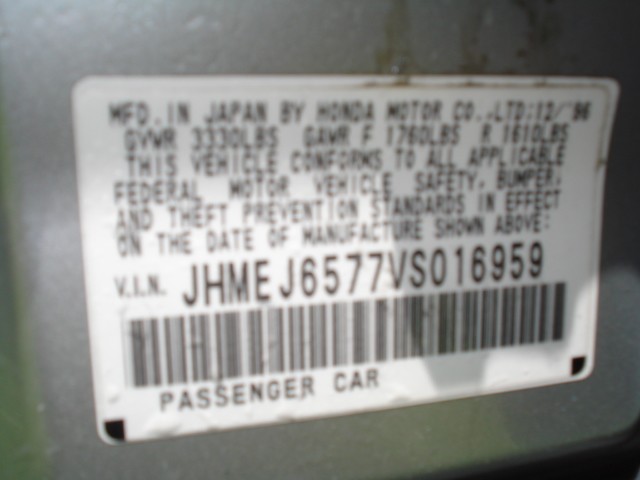 MFD. IN JAPAN BY HONDA MOTOR CO., LTD: 12/'96
GVWR 3330LBS GAWR F 1760LBS R 1610LBS
THIS VEHICLE CONFORMS TO ALL APPLICABLE
FEDERAL MOTOR VEHICLE SAFETY, BUMPER,
AND THEFT PREVENTION STANDARDS IN EFFECT
ON THE DATE OF MANUFACTURE SHOWN ABOVE:
V.I.N. JHMEJ6577VS016959
PASSENGER CAR